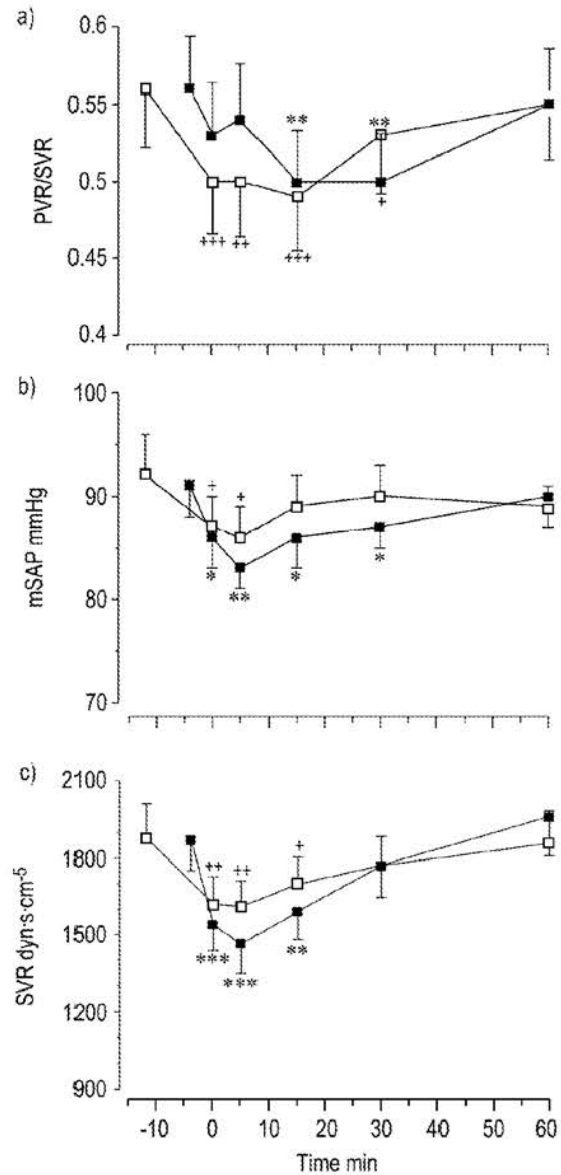 a)
0.6
0.55
** **
PVR/SVR
0.5
+
+++ ++ +++
0.45
0.4
b)
100
+ +
90
mSAP mmHg
* ** * *
80
70
c)
2100
1800
++ ++ +
SVR dyn·s·cm-5
1500
*** *** **
1200
900
-10 0 10 20 30 40 50 60
Time min